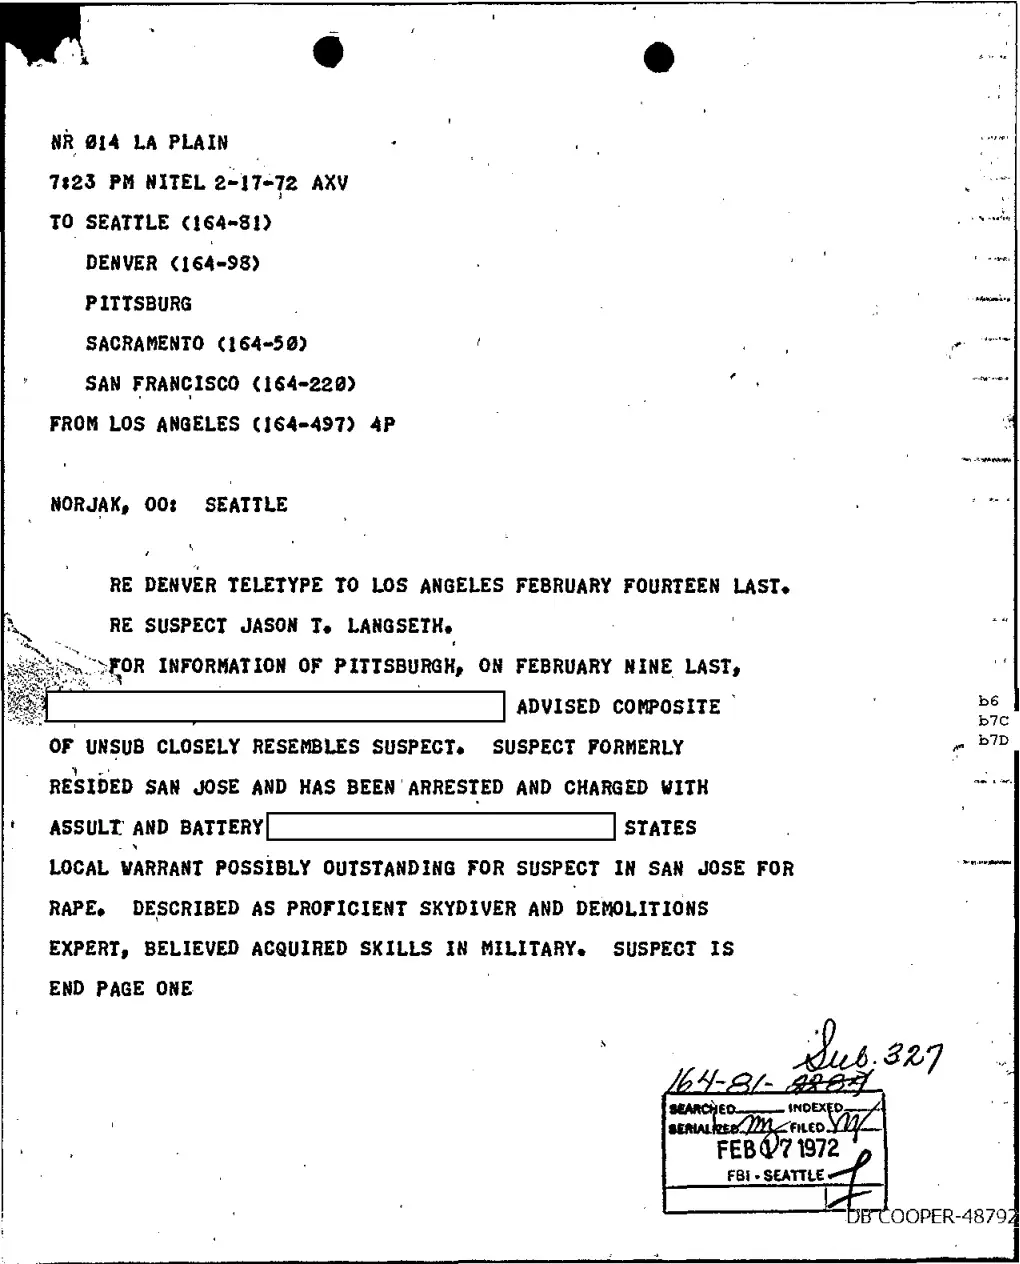 NR 014 LA PLAIN
7:23 PM NITEL 2-17-72 AXV
TO SEATTLE (164-81)
DENVER (164-98)
PITTSBURG
SACRAMENTO (164-50)
SAN FRANCISCO (164-220)
FROM LOS ANGELES (164-497) 4P
NORJAK, OO: SEATTLE
RE DENVER TELETYPE TO LOS ANGELES FEBRUARY FOURTEEN LAST.
RE SUSPECT JASON T. LANGSETH.
FOR INFORMATION OF PITTSBURGH, ON FEBRUARY NINE LAST,
ADVISED COMPOSITE
b6
b7C
b7D
OF UNSUB CLOSELY RESEMBLES SUSPECT. SUSPECT FORMERLY
RESIDED SAN JOSE AND HAS BEEN ARRESTED AND CHARGED WITH
ASSULT AND BATTERY STATES
LOCAL WARRANT POSSIBLY OUTSTANDING FOR SUSPECT IN SAN JOSE FOR
RAPE. DESCRIBED AS PROFICIENT SKYDIVER AND DEMOLITIONS
EXPERT, BELIEVED ACQUIRED SKILLS IN MILITARY. SUSPECT IS
END PAGE ONE
Sub. 327
164-81-
SEARCHED INDEXED
SERIALIZED FILED
FEB 17 1972
FBI - SEATTLE
DB COOPER-48792